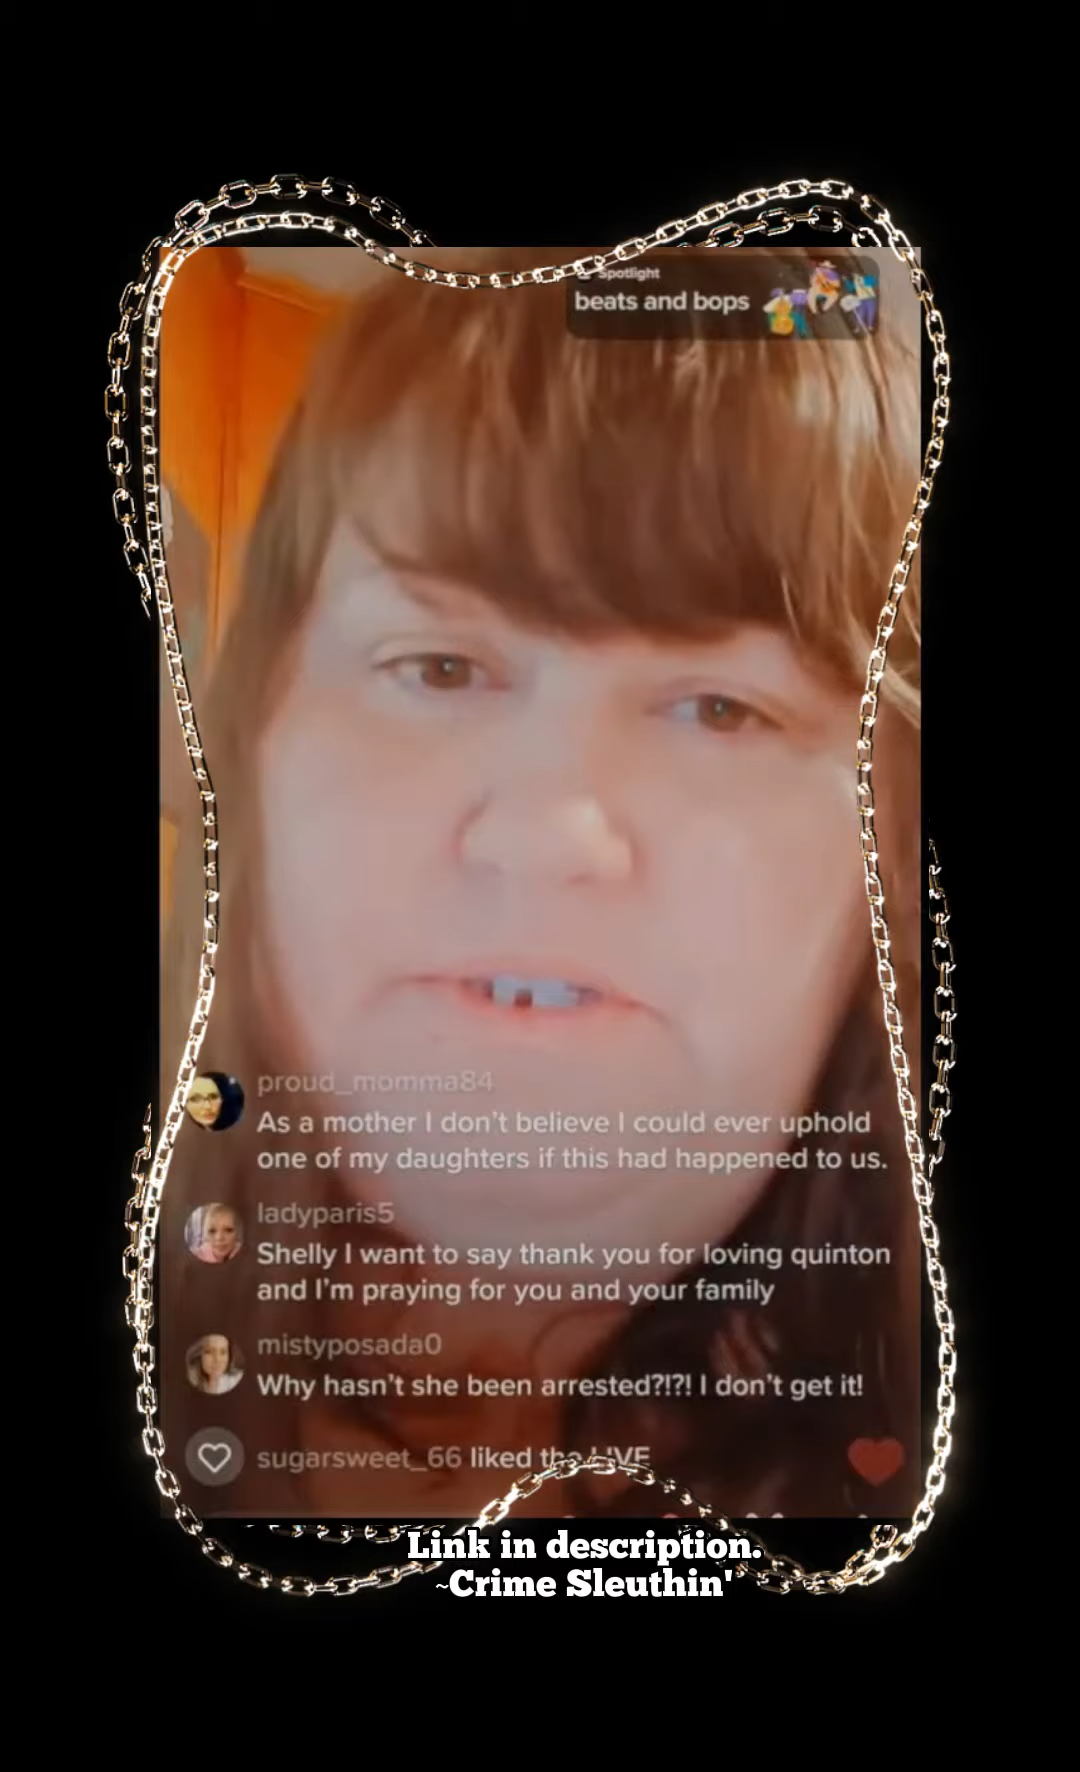 Spotlight
beats and bops
proud_momma84
As a mother I don't believe I could ever uphold
one of my daughters if this had happened to us.
ladyparis5
Shelly I want to say thank you for loving quinton
and I'm praying for you and your family
mistyposada0
Why hasn't she been arrested?!?! I don't get it!
sugarsweet_66 liked the LIVE
Link in description.
~Crime Sleuthin'